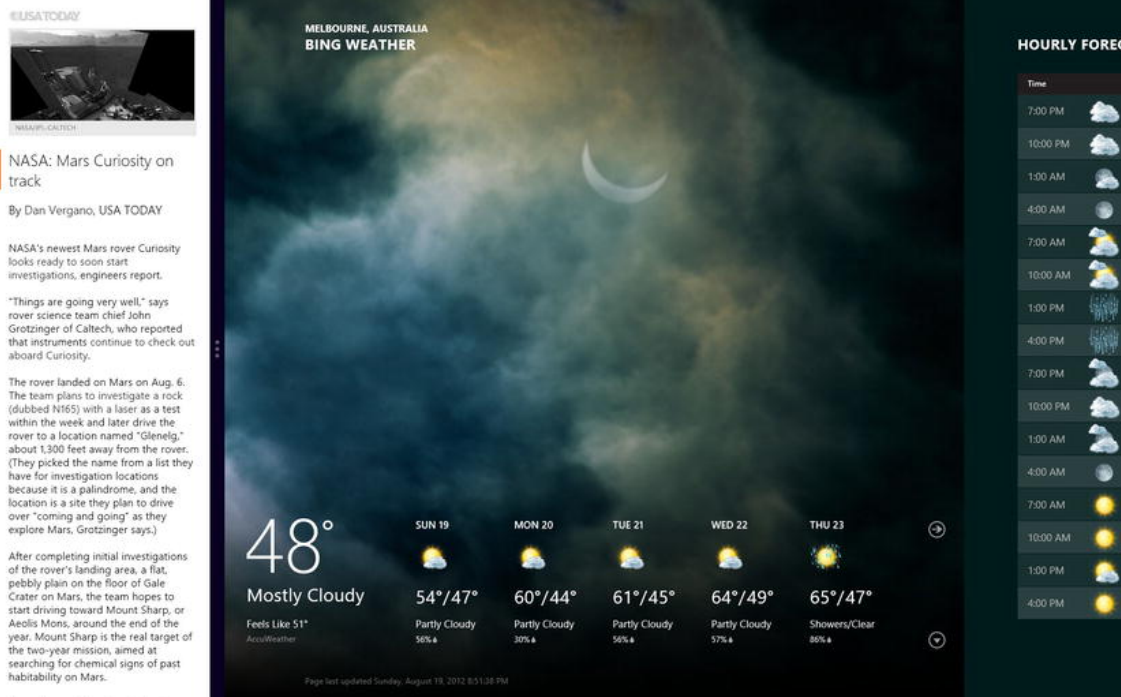 ©USA TODAY
NASA/JPL-CALTECH
NASA: Mars Curiosity on
track
By Dan Vergano, USA TODAY
NASA's newest Mars rover Curiosity
looks ready to soon start
investigations, engineers report.
"Things are going very well," says
rover science team chief John
Grotzinger of Caltech, who reported
that instruments continue to check out
aboard Curiosity.
The rover landed on Mars on Aug. 6.
The team plans to investigate a rock
(dubbed N165) with a laser as a test
within the week and later drive the
rover to a location named "Glenelg,"
about 1,300 feet away from the rover.
(They picked the name from a list they
have for investigation locations
because it is a palindrome, and the
location is a site they plan to drive
over "coming and going" as they
explore Mars, Grotzinger says.)
After completing initial investigations
of the rover's landing area, a flat,
pebbly plain on the floor of Gale
Crater on Mars, the team hopes to
start driving toward Mount Sharp, or
Aeolis Mons, around the end of the
year. Mount Sharp is the real target of
the two-year mission, aimed at
searching for chemical signs of past
habitability on Mars.
MELBOURNE, AUSTRALIA
BING WEATHER
48°
Mostly Cloudy
Feels Like 51°
AccuWeather
SUN 19
54°/47°
Partly Cloudy
56%
MON 20
60°/44°
Partly Cloudy
30%
TUE 21
61°/45°
Partly Cloudy
56%
WED 22
64°/49°
Partly Cloudy
57%
THU 23
65°/47°
Showers/Clear
86%
Page last updated Sunday, August 19, 2012 8:51:38 PM
HOURLY FOREC
Time
7:00 PM
10:00 PM
1:00 AM
4:00 AM
7:00 AM
10:00 AM
1:00 PM
4:00 PM
7:00 PM
10:00 PM
1:00 AM
4:00 AM
7:00 AM
10:00 AM
1:00 PM
4:00 PM